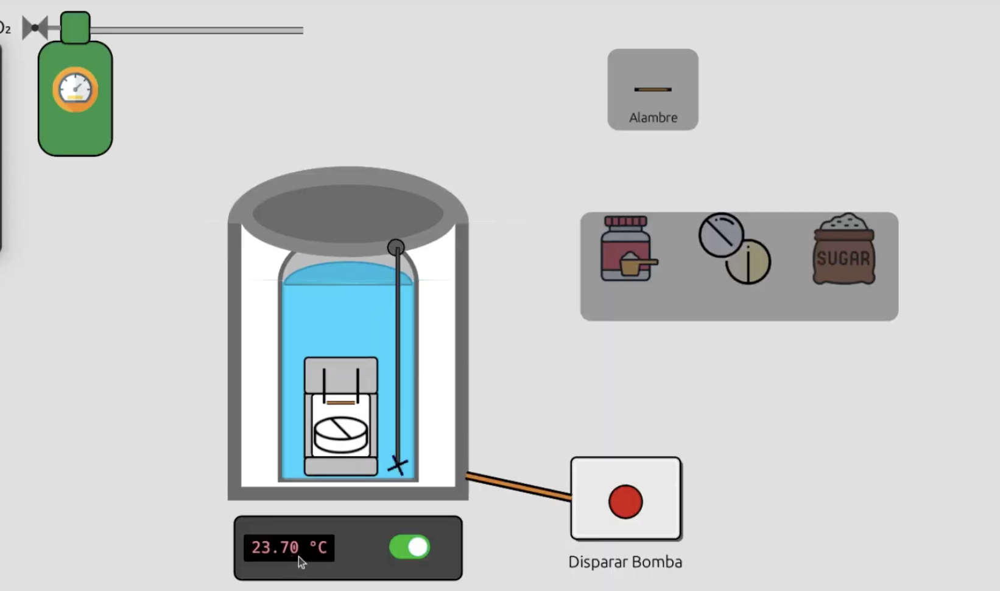 O₂
Alambre
SUGAR
23.70 °C
Disparar Bomba